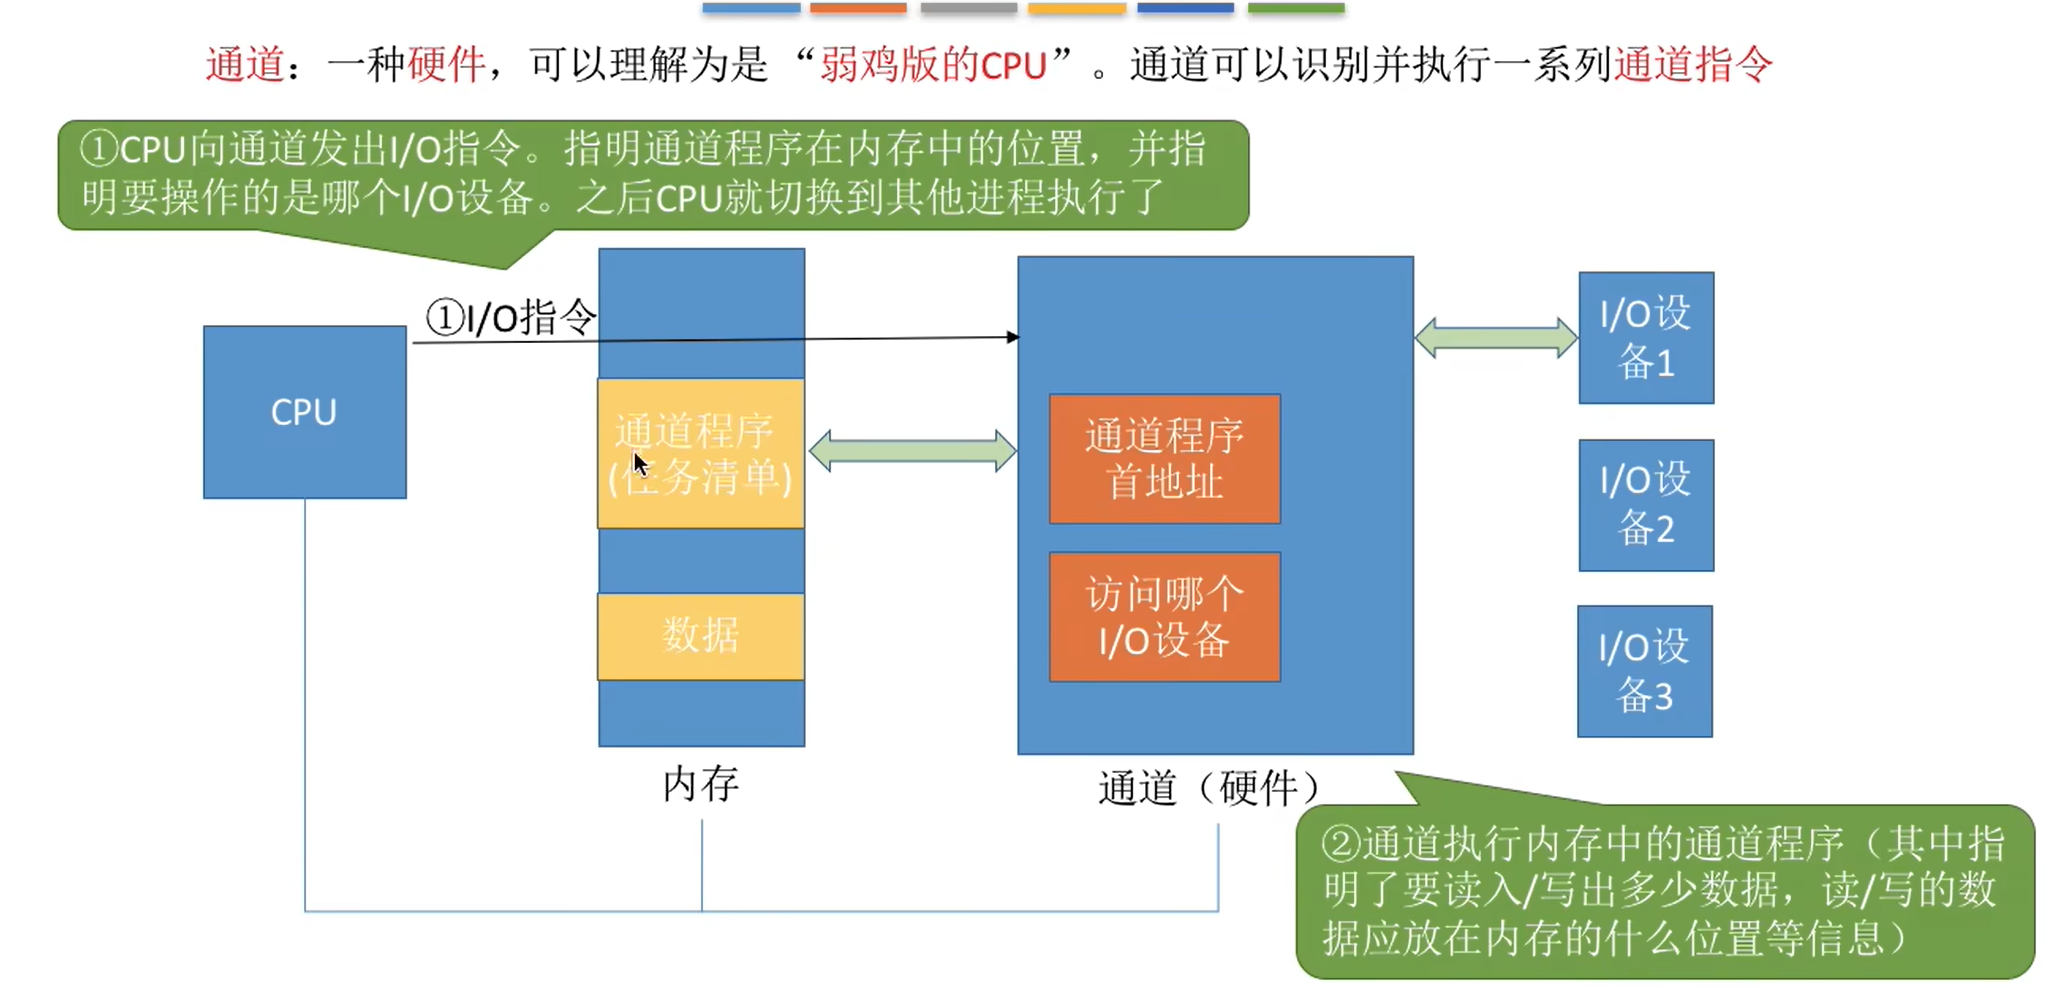 通道：一种硬件，可以理解为是“弱鸡版的CPU”。通道可以识别并执行一系列通道指令
①CPU向通道发出I/O指令。指明通道程序在内存中的位置，并指
明要操作的是哪个I/O设备。之后CPU就切换到其他进程执行了
①I/O指令
CPU
通道程序
(任务清单)
数据
内存
通道程序
首地址
访问哪个
I/O设备
通道（硬件）
I/O设
备1
I/O设
备2
I/O设
备3
②通道执行内存中的通道程序（其中指
明了要读入/写出多少数据，读/写的数
据应放在内存的什么位置等信息）